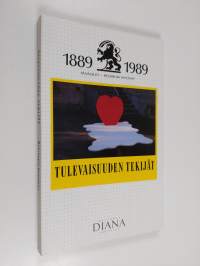 1889 1989
TULEVAISUUDEN TEKIJÄT
DIANA